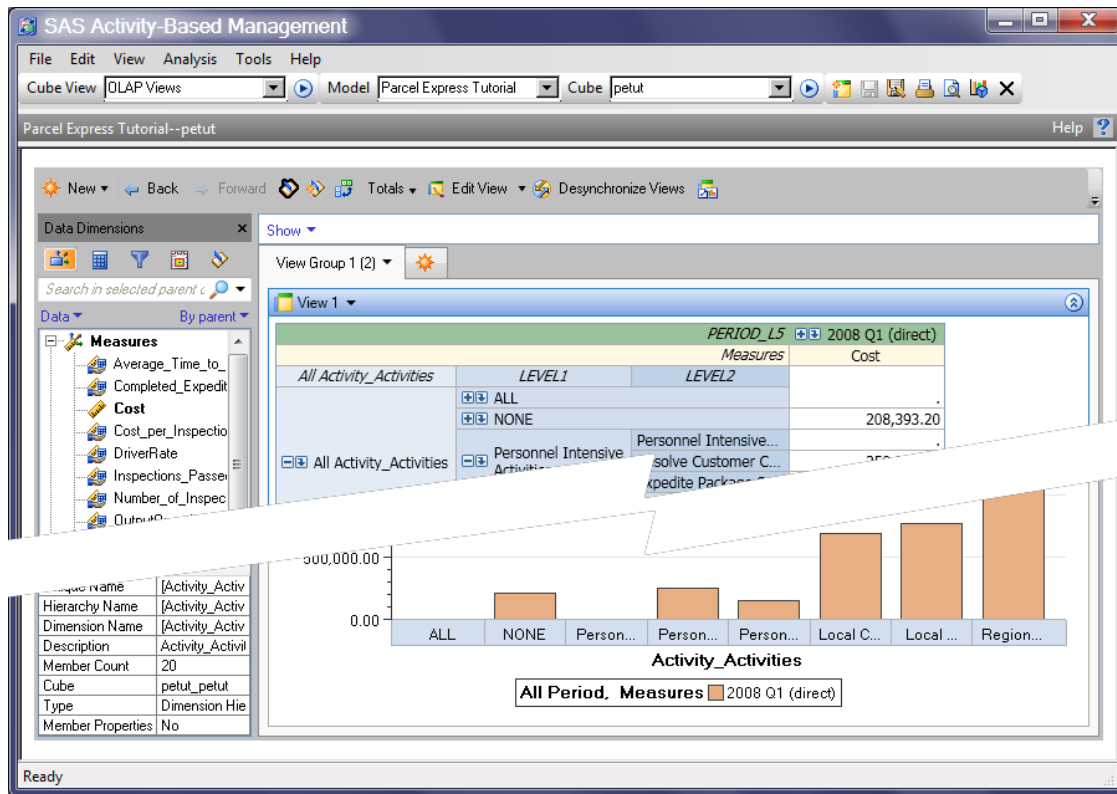 SAS Activity-Based Management
File Edit View Analysis Tools Help
Cube View OLAP Views Model Parcel Express Tutorial Cube petut
Parcel Express Tutorial--petut Help
New Back Forward Totals Edit View Desynchronize Views
Data Dimensions
Show
View Group 1 (2)
Search in selected parent
View 1
Data By parent
Measures
Average_Time_to_
Completed_Expedit
Cost
Cost_per_Inspectio
DriverRate
Inspections_Passe
Number_of_Inspec
PERIOD_L5 2008 Q1 (direct)
Measures Cost
All Activity_Activities LEVEL1 LEVEL2
ALL .
NONE 208,393.20
All Activity_Activities Personnel Intensive
Personnel Intensive... .
solve Customer C...
xpedite Package
500,000.00
0.00
ALL NONE Person... Person... Person... Local C... Local ... Region...
Activity_Activities
All Period, Measures 2008 Q1 (direct)
Name [Activity_Activ
Hierarchy Name [Activity_Activ
Dimension Name [Activity_Activ
Description Activity_Activit
Member Count 20
Cube petut_petut
Type Dimension Hie
Member Properties No
Ready